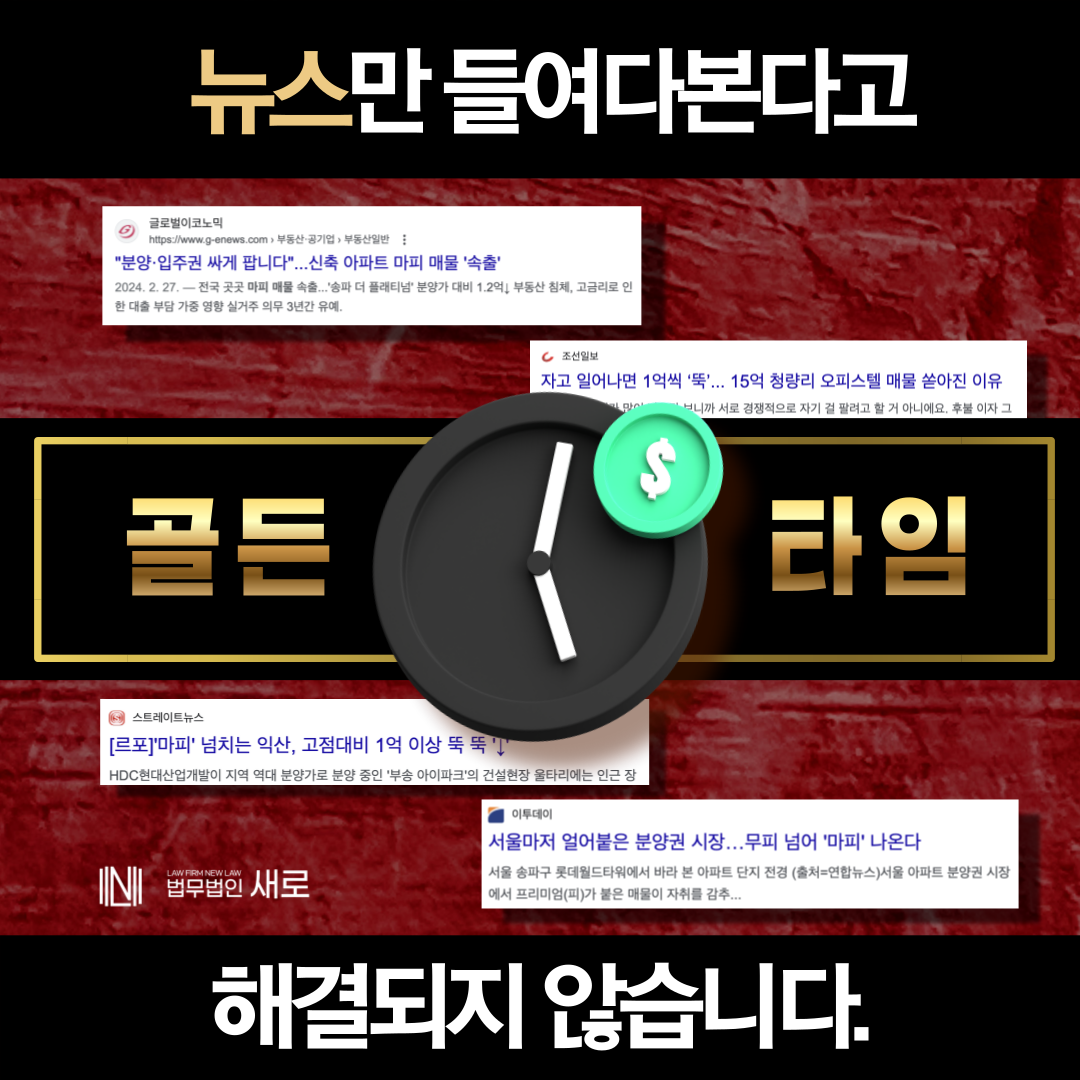 뉴스만 들여다본다고
글로벌이코노믹
https://www.g-enews.com › 부동산·공기업 › 부동산일반
"분양·입주권 싸게 팝니다"...신축 아파트 마피 매물 '속출'
2024. 2. 27. — 전국 곳곳 마피 매물 속출...'송파 더 플래티넘' 분양가 대비 1.2억↓ 부동산 침체, 고금리로 인
한 대출 부담 가중 영향 실거주 의무 3년간 유예.
조선일보
자고 일어나면 1억씩 ‘뚝’... 15억 청량리 오피스텔 매물 쏟아진 이유
보니까 서로 경쟁적으로 자기 걸 팔려고 할 거 아니에요. 후불 이자 그
$
골든 타임
스트레이트뉴스
[르포]'마피' 넘치는 익산, 고점대비 1억 이상 뚝 뚝 '↓'
HDC현대산업개발이 지역 역대 분양가로 분양 중인 '부송 아이파크'의 건설현장 울타리에는 인근 장
이투데이
서울마저 얼어붙은 분양권 시장…무피 넘어 '마피' 나온다
서울 송파구 롯데월드타워에서 바라 본 아파트 단지 전경 (출처=연합뉴스)서울 아파트 분양권 시장
에서 프리미엄(피)가 붙은 매물이 자취를 감추...
LAW FIRM NEW LAW
법무법인 새로
해결되지 않습니다.